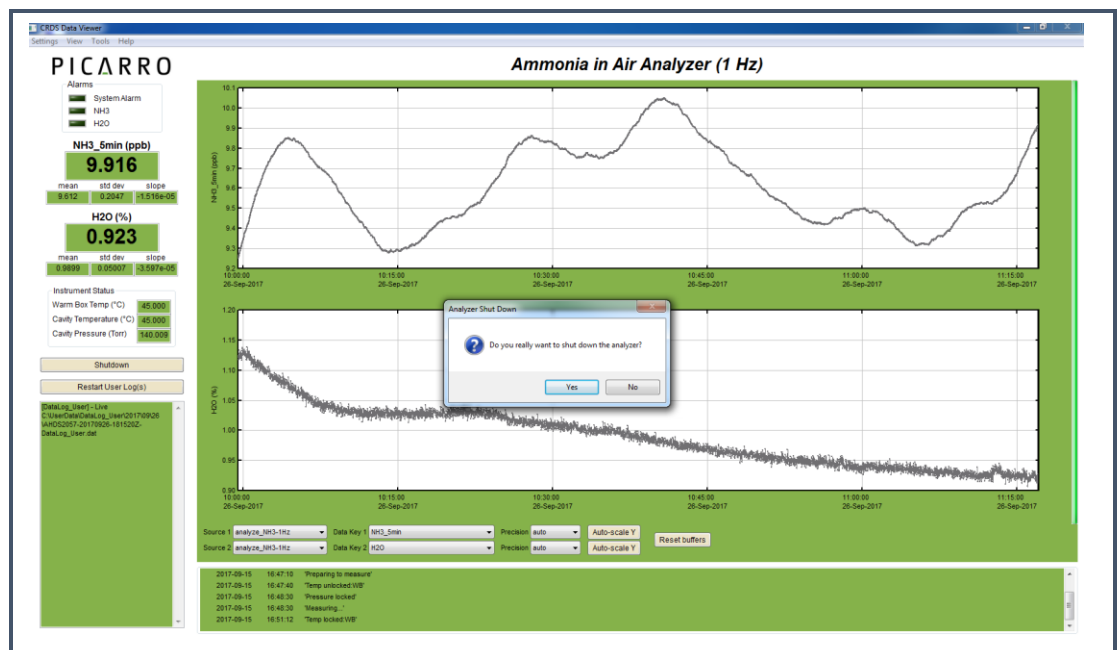 CRDS Data Viewer
Settings View Tools Help
PICARRO
Ammonia in Air Analyzer (1 Hz)
Alarms
System Alarm
NH3
H2O
NH3_5min (ppb)
9.916
mean std dev slope
9.612 0.2047 -1.516e-05
H2O (%)
0.923
mean std dev slope
0.9899 0.05007 -3.597e-05
Instrument Status
Warm Box Temp (°C) 45.000
Cavity Temperature (°C) 45.000
Cavity Pressure (Torr) 140.009
Shutdown
Restart User Log(s)
[DataLog_User] - Live
C:\UserData\DataLog_User\2017\09\26
\AHDS2057-20170926-181520Z-
DataLog_User.dat
NH3_5min (ppb)
10.1
10.0
9.9
9.8
9.7
9.6
9.5
9.4
9.3
9.2
10:00:00 10:15:00 10:30:00 10:45:00 11:00:00 11:15:00
26-Sep-2017 26-Sep-2017 26-Sep-2017 26-Sep-2017 26-Sep-2017 26-Sep-2017
Analyzer Shut Down
Do you really want to shut down the analyzer?
Yes No
H2O (%)
1.20
1.15
1.10
1.05
1.00
0.95
0.90
10:00:00 10:15:00 10:30:00 10:45:00 11:00:00 11:15:00
26-Sep-2017 26-Sep-2017 26-Sep-2017 26-Sep-2017 26-Sep-2017 26-Sep-2017
Source 1 analyze_NH3-1Hz Data Key 1 NH3_5min Precision auto Auto-scale Y
Reset buffers
Source 2 analyze_NH3-1Hz Data Key 2 H2O Precision auto Auto-scale Y
2017-09-15 16:47:10 'Preparing to measure'
2017-09-15 16:47:40 'Temp unlocked:WB'
2017-09-15 16:48:30 'Pressure locked'
2017-09-15 16:48:30 'Measuring...'
2017-09-15 16:51:12 'Temp locked:WB'